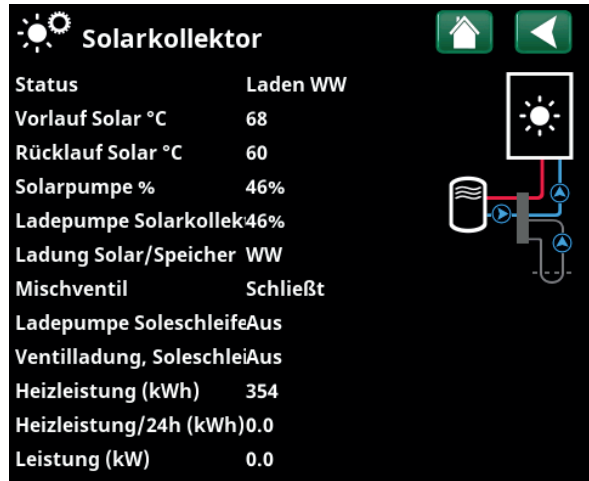 Solarkollektor
Status Laden WW
Vorlauf Solar °C 68
Rücklauf Solar °C 60
Solarpumpe % 46%
Ladepumpe Solarkollek 46%
Ladung Solar/Speicher WW
Mischventil Schließt
Ladepumpe Soleschleife Aus
Ventilladung, Soleschlei Aus
Heizleistung (kWh) 354
Heizleistung/24h (kWh) 0.0
Leistung (kW) 0.0